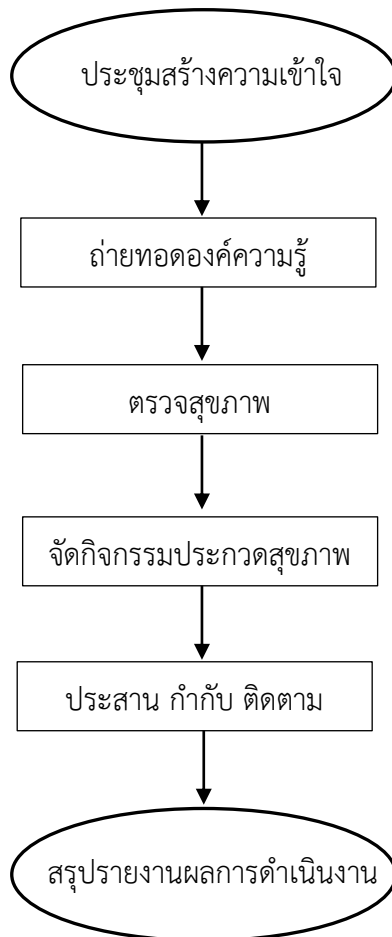 ประชุมสร้างความเข้าใจ
ถ่ายทอดองค์ความรู้
ตรวจสุขภาพ
จัดกิจกรรมประกวดสุขภาพ
ประสาน กำกับ ติดตาม
สรุปรายงานผลการดำเนินงาน